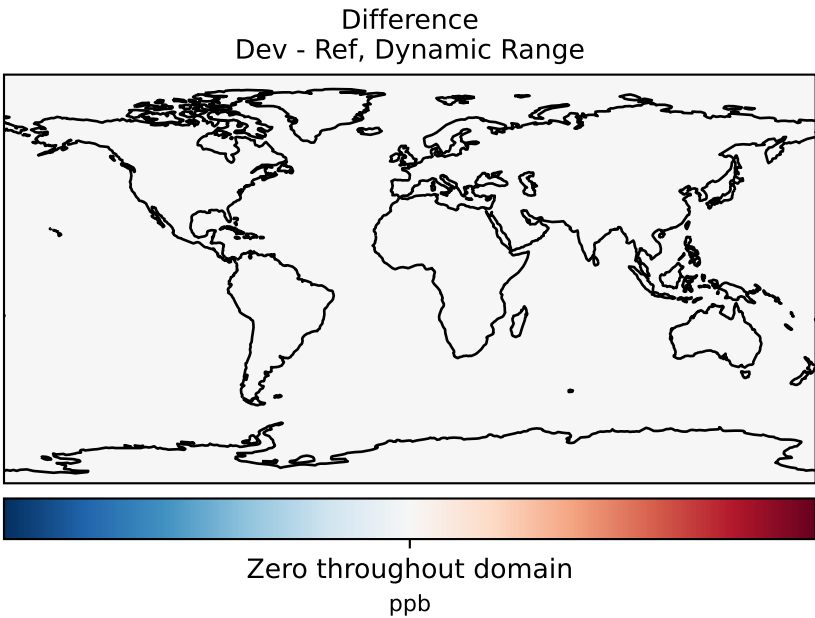 Difference
Dev - Ref, Dynamic Range
Zero throughout domain
ppb